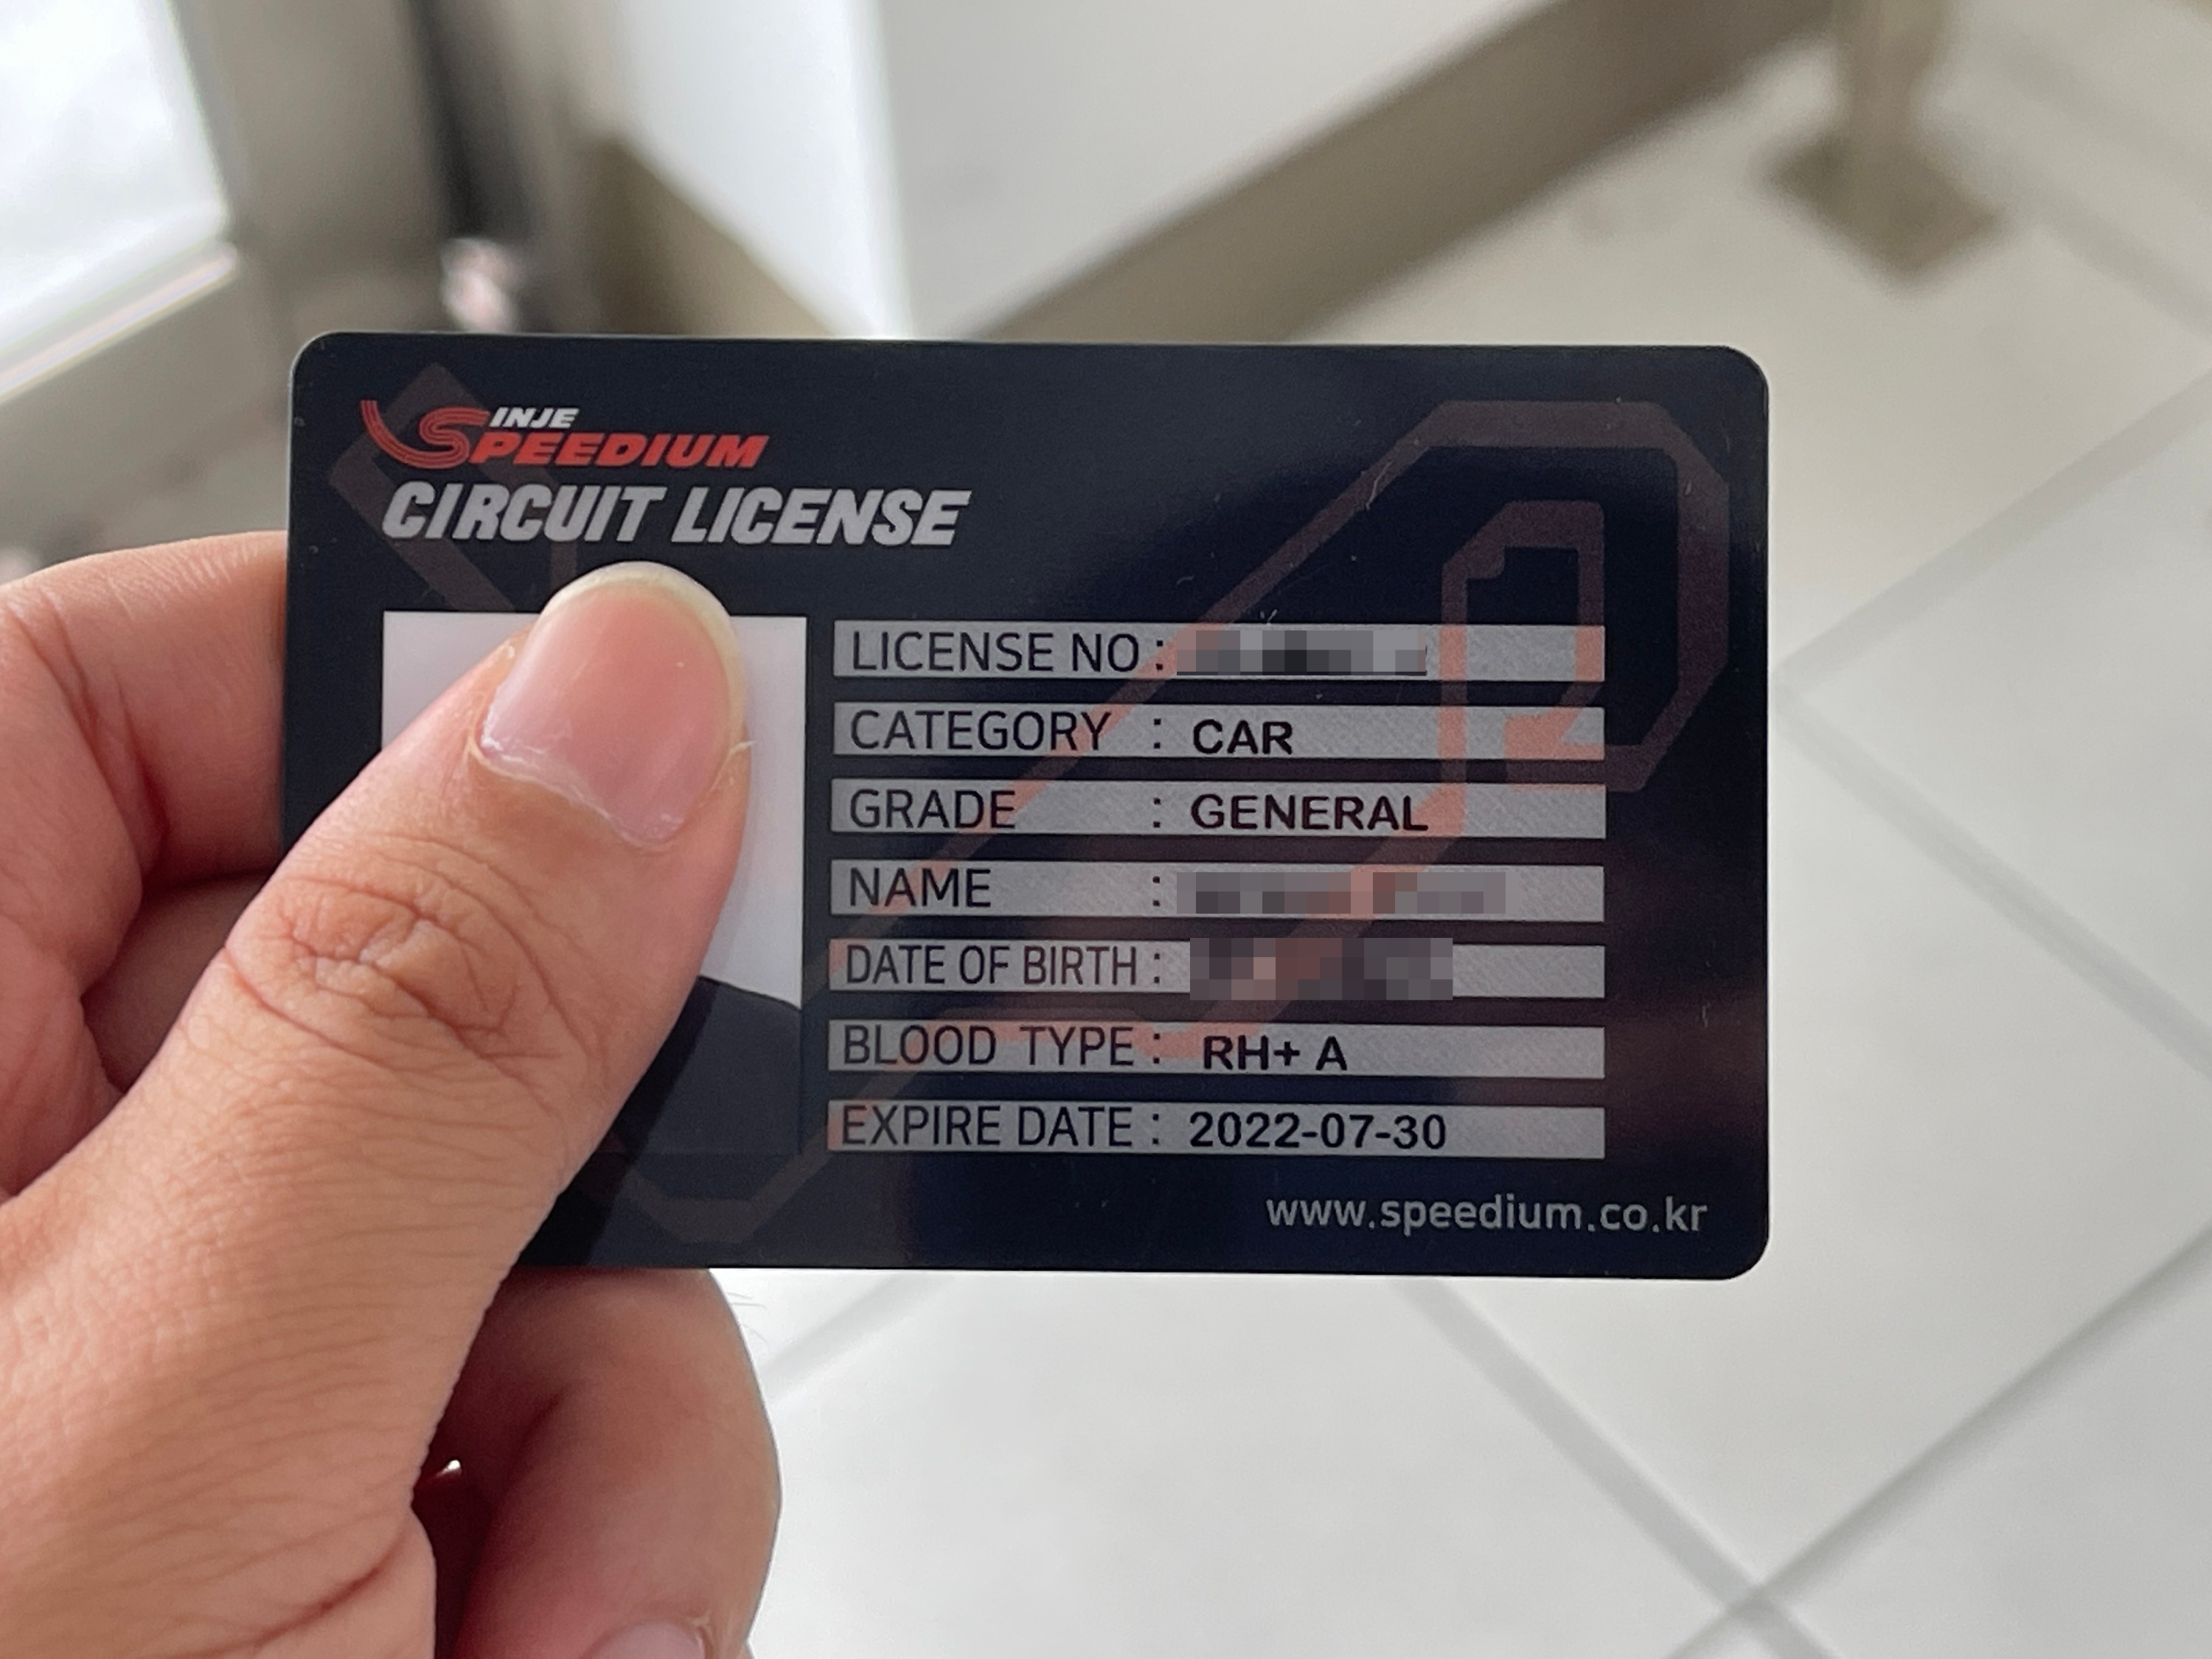 INJE
SPEEDIUM
CIRCUIT LICENSE
LICENSE NO :
CATEGORY : CAR
GRADE : GENERAL
NAME :
DATE OF BIRTH :
BLOOD TYPE : RH+ A
EXPIRE DATE : 2022-07-30
www.speedium.co.kr